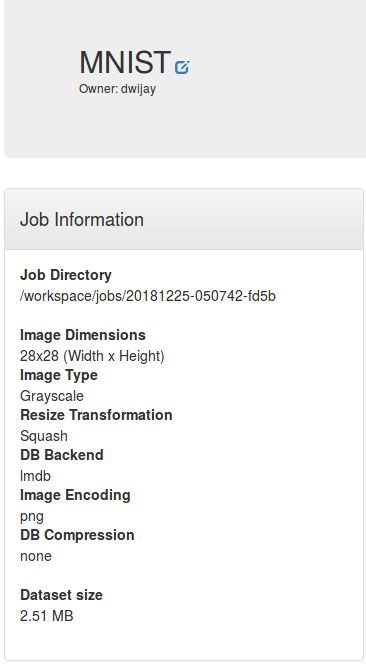 MNIST
Owner: dwijay
Job Information
Job Directory
/workspace/jobs/20181225-050742-fd5b
Image Dimensions
28x28 (Width x Height)
Image Type
Grayscale
Resize Transformation
Squash
DB Backend
lmdb
Image Encoding
png
DB Compression
none
Dataset size
2.51 MB